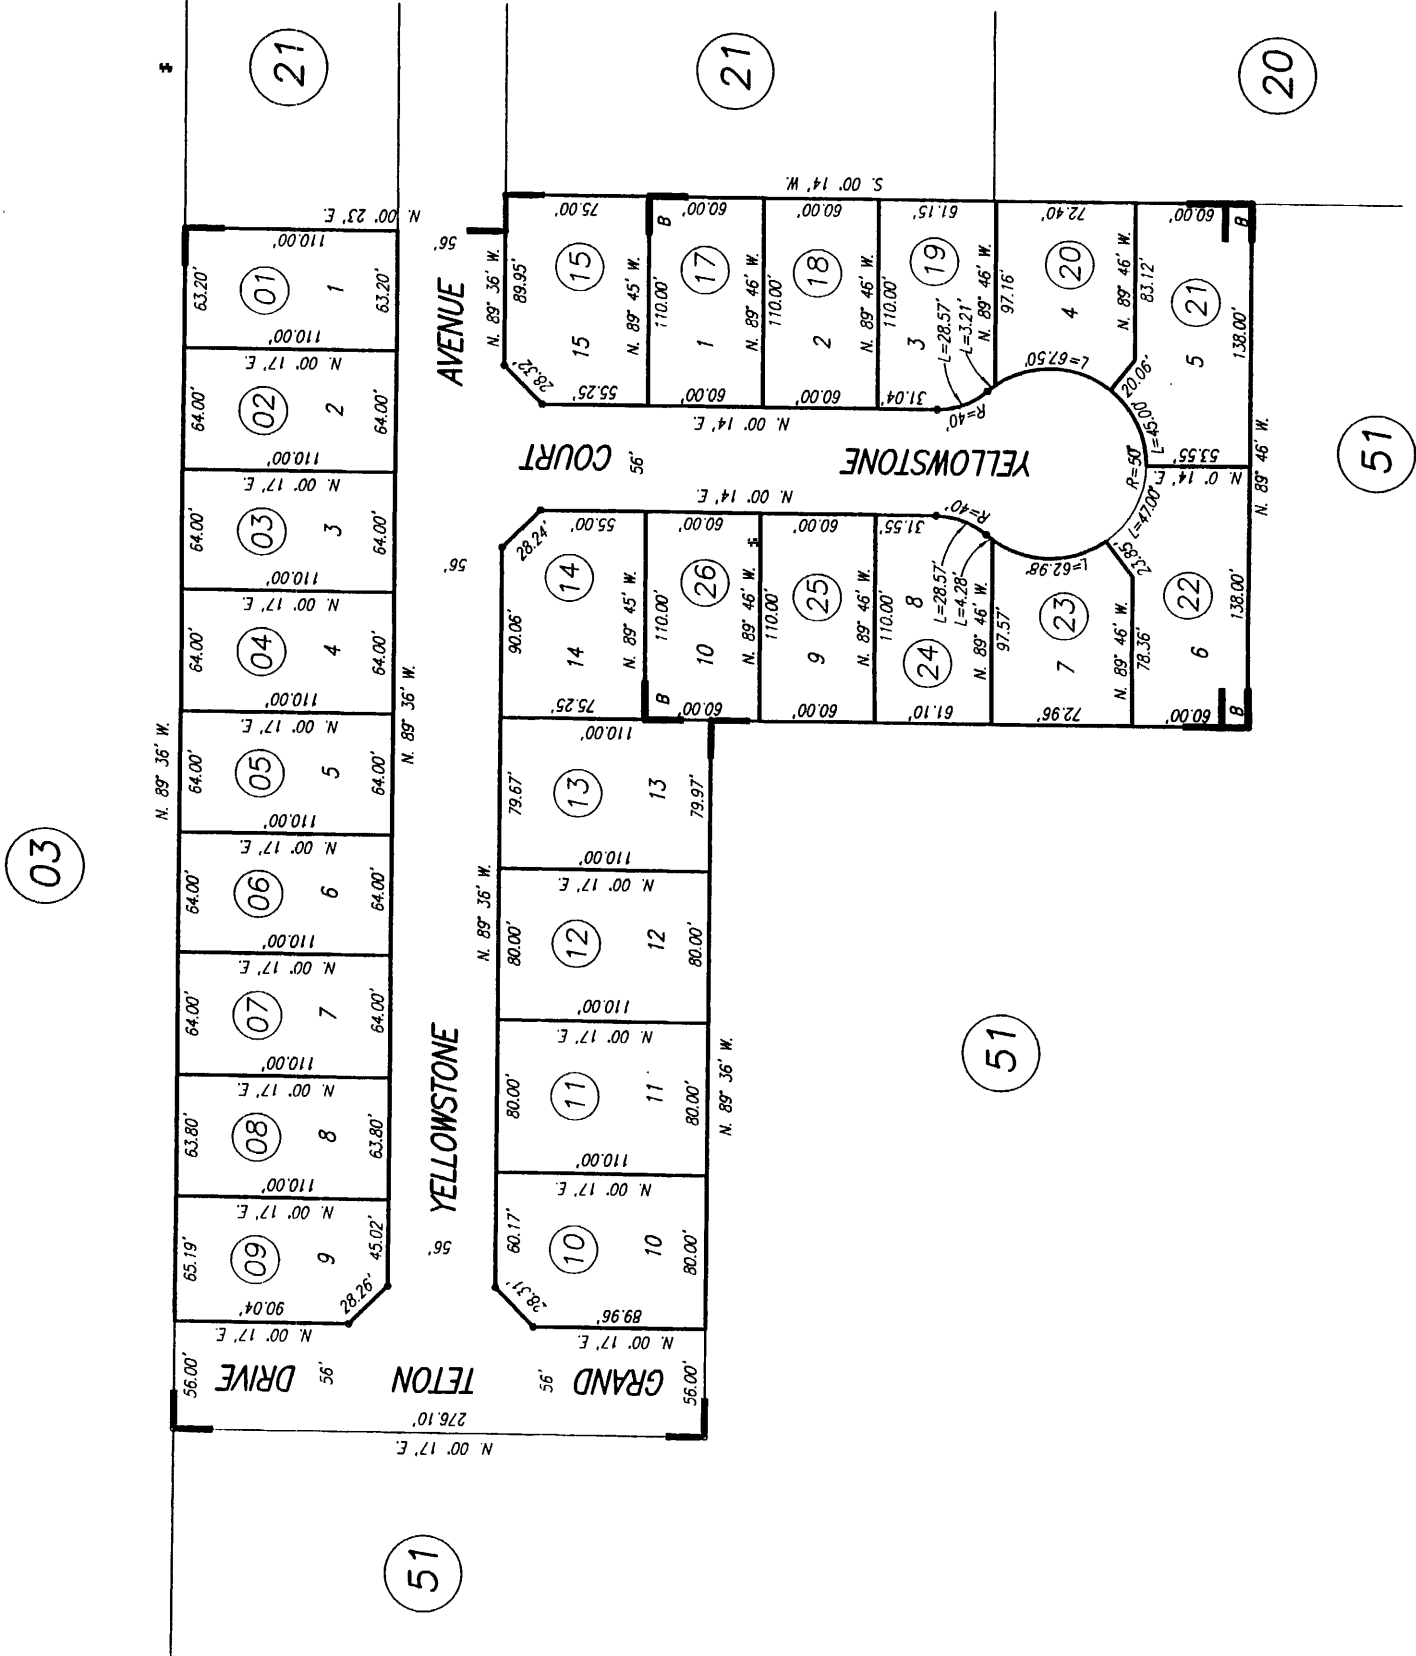 03
21
21
20
51
51
51
N. 89° 36' W.
N. 00° 23' E.
63.20'
01
1
63.20'
110.00'
110.00'
N. 00° 17' E.
64.00'
02
2
64.00'
110.00'
N. 00° 17' E.
64.00'
03
3
64.00'
110.00'
N. 00° 17' E.
64.00'
04
4
64.00'
110.00'
N. 00° 17' E.
64.00'
05
5
64.00'
110.00'
N. 00° 17' E.
64.00'
06
6
64.00'
110.00'
N. 00° 17' E.
64.00'
07
7
64.00'
110.00'
N. 00° 17' E.
63.80'
08
8
63.80'
110.00'
N. 00° 17' E.
65.19'
09
9
45.02'
28.26'
90.04'
N. 00° 17' E.
N. 89° 36' W.
YELLOWSTONE AVENUE
56'
56'
56'
GRAND TETON DRIVE
56'
56'
56.00'
56.00'
276.10'
N. 00° 17' E.
N. 89° 36' W.
60.17'
28.31'
10
10
80.00'
89.96'
N. 00° 17' E.
110.00'
N. 00° 17' E.
80.00'
11
11
80.00'
110.00'
N. 00° 17' E.
80.00'
12
12
80.00'
110.00'
N. 00° 17' E.
79.67'
13
13
79.97'
110.00'
N. 89° 36' W.
90.06'
28.24'
14
14
75.25'
55.00'
N. 89° 45' W.
110.00'
B
26
10
60.00'
60.00'
N. 89° 46' W.
110.00'
25
9
60.00'
60.00'
N. 89° 46' W.
110.00'
8
24
31.55'
61.10'
L=28.57'
L=4.28'
R=40'
N. 89° 46' W.
97.57'
23
7
72.96'
L=62.98'
N. 89° 46' W.
78.36'
23.85'
22
6
60.00'
B
138.00'
L=47.00'
R=50'
N. 0° 14' E.
53.55'
N. 00° 14' E.
YELLOWSTONE COURT
56'
N. 00° 14' E.
N. 89° 36' W.
89.95'
28.32'
15
15
75.00'
55.25'
N. 89° 45' W.
110.00'
B
17
1
60.00'
60.00'
N. 89° 46' W.
110.00'
18
2
60.00'
60.00'
N. 89° 46' W.
110.00'
19
3
61.15'
31.04'
L=28.57'
L=3.21'
R=40'
N. 89° 46' W.
97.16'
20
4
72.40'
L=67.50'
N. 89° 46' W.
83.12'
20.06'
21
5
60.00'
B
L=45.00'
138.00'
N. 89° 46' W.
S. 00° 14' W.